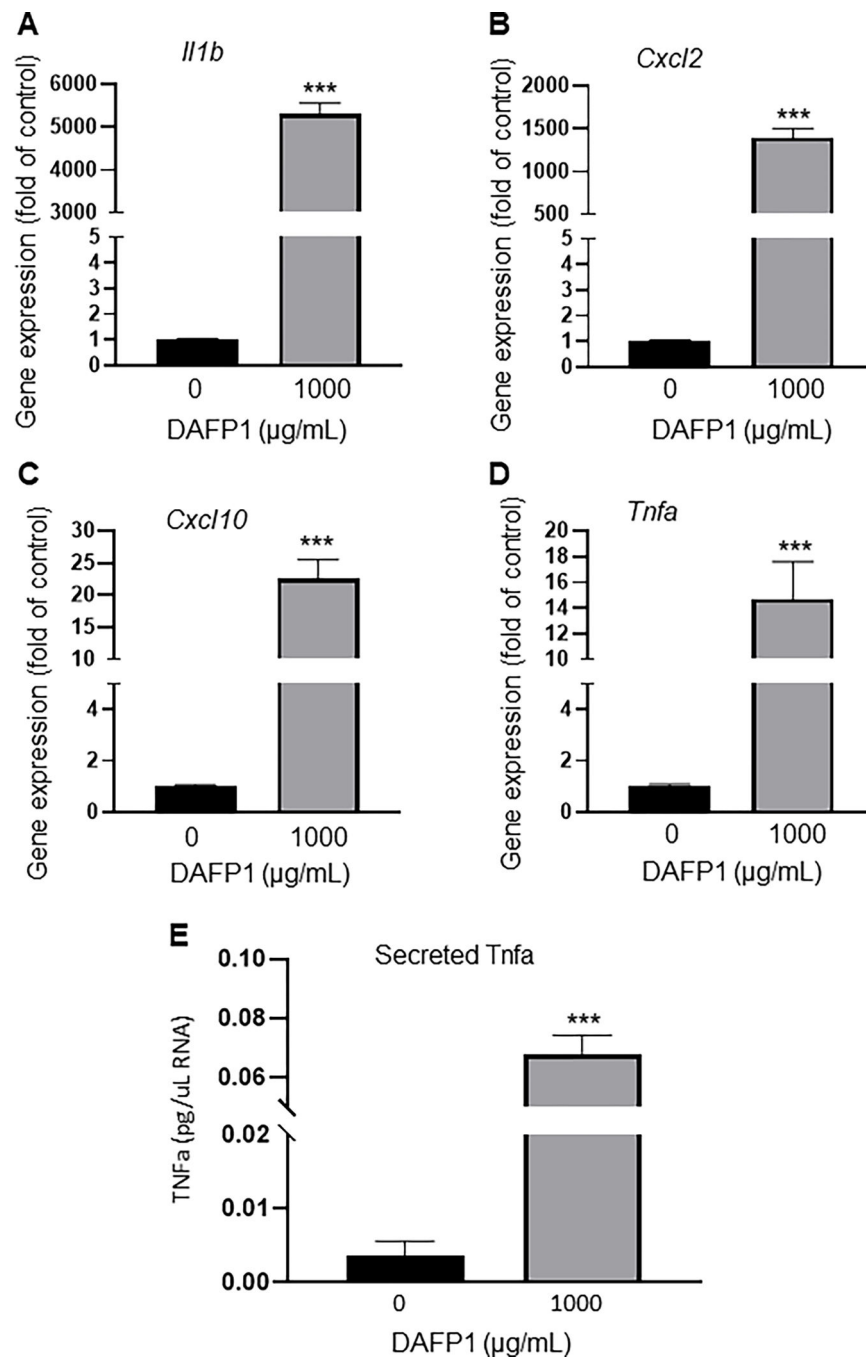 A
Il1b
Gene expression (fold of control)
6000
5000
4000
3000
5
4
3
2
1
0
***
0 1000
DAFP1 (µg/mL)
B
Cxcl2
Gene expression (fold of control)
2000
1500
1000
500
5
4
3
2
1
0
***
0 1000
DAFP1 (µg/mL)
C
Cxcl10
Gene expression (fold of control)
30
25
20
15
10
4
2
0
***
0 1000
DAFP1 (µg/mL)
D
Tnfa
Gene expression (fold of control)
20
18
16
14
12
10
4
2
0
***
0 1000
DAFP1 (µg/mL)
E
Secreted Tnfa
TNFa (pg/uL RNA)
0.10
0.08
0.06
0.02
0.01
0.00
***
0 1000
DAFP1 (µg/mL)